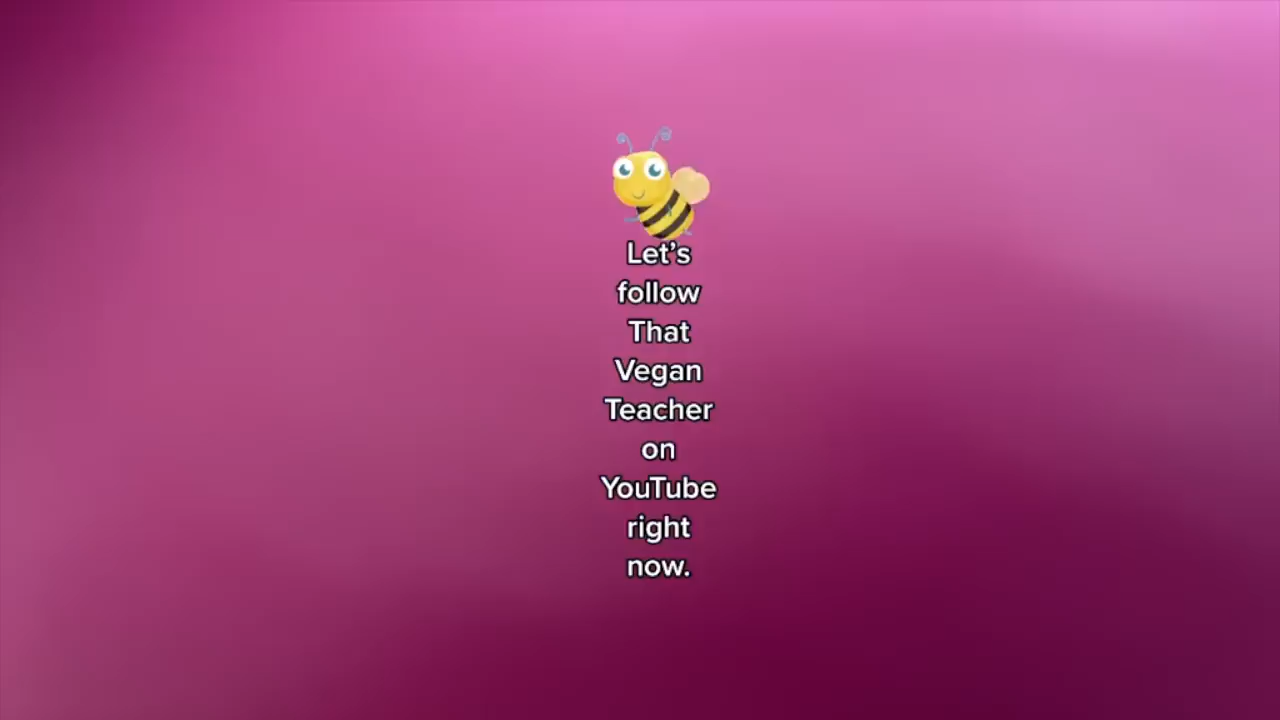 Let’s
follow
That
Vegan
Teacher
on
YouTube
right
now.